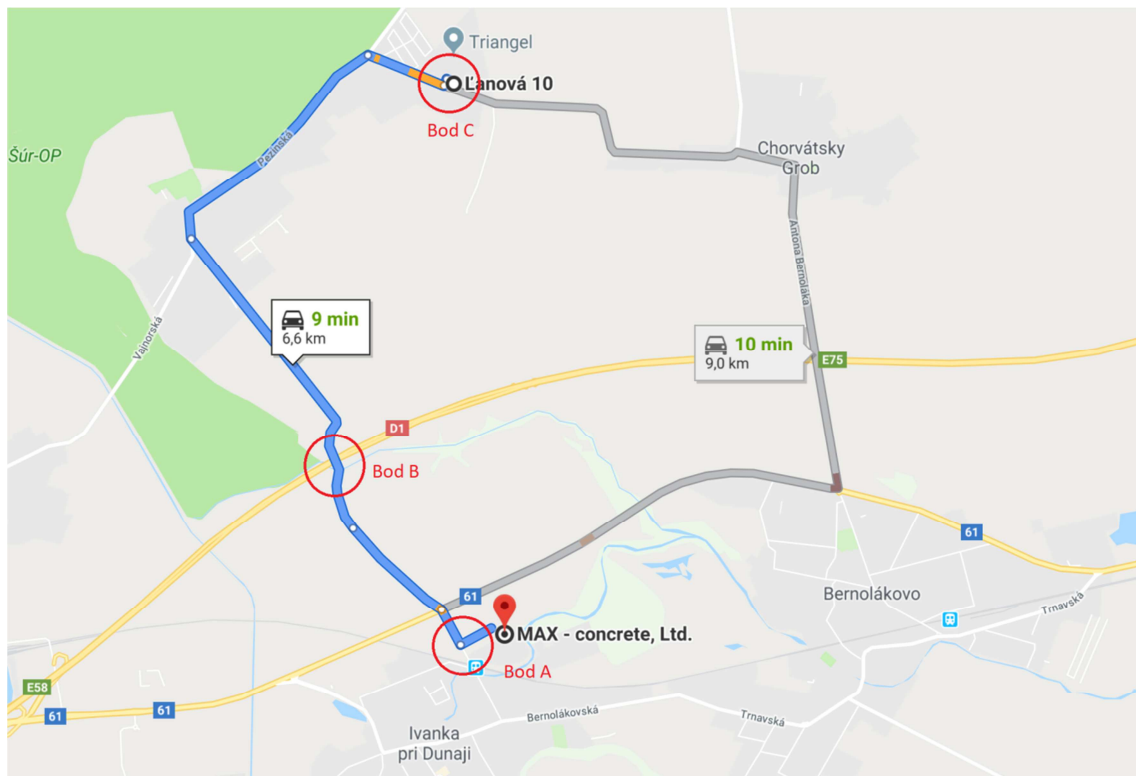 Triangel
Ľanová 10
Bod C
Chorvátsky
Grob
Šúr-OP
Pezinská
Antona Bernoláka
9 min
6,6 km
Vajnorská
10 min
9,0 km
E75
D1
Bod B
61
61
Bernolákovo
Trnavská
MAX - concrete, Ltd.
Bod A
E58
61
61
Bernolákovská
Trnavská
Ivanka
pri Dunaji